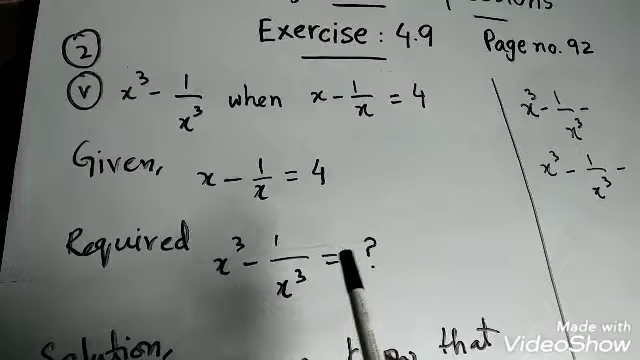 Exercise : 4.9 Page no. 92
2
v x³ - 1/x³ when x - 1/x = 4
Given, x - 1/x = 4
Required x³ - 1/x³ = ?
Solution, that
x³ - 1/x³ -
x³ - 1/x³ -
Made with
VideoShow